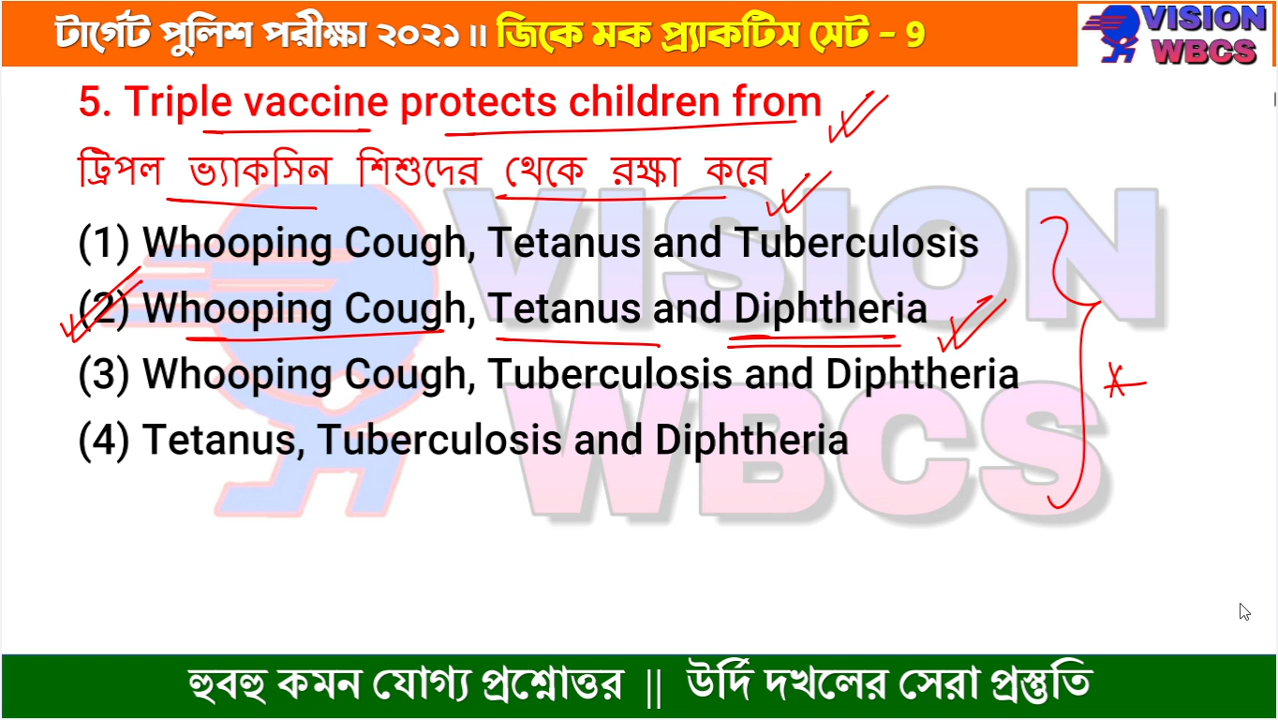 টার্গেট পুলিশ পরীক্ষা ২০২১ ॥ জিকে মক প্র্যাকটিস সেট - 9
VISION
WBCS
5. Triple vaccine protects children from
ট্রিপল ভ্যাকসিন শিশুদের থেকে রক্ষা করে
(1) Whooping Cough, Tetanus and Tuberculosis
(2) Whooping Cough, Tetanus and Diphtheria
(3) Whooping Cough, Tuberculosis and Diphtheria
(4) Tetanus, Tuberculosis and Diphtheria
VISION
WBCS
হুবহু কমন যোগ্য প্রশ্নোত্তর || উর্দি দখলের সেরা প্রস্তুতি